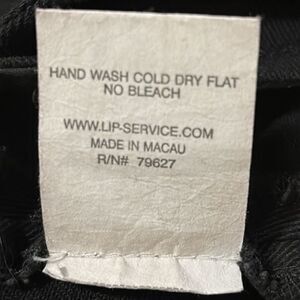 HAND WASH COLD DRY FLAT
NO BLEACH
WWW.LIP-SERVICE.COM
MADE IN MACAU
R/N# 79627